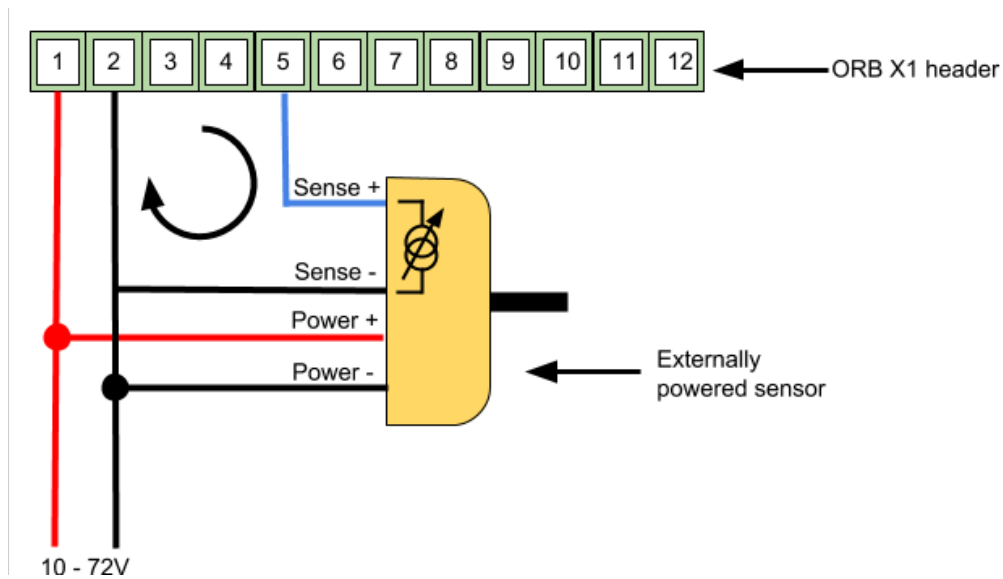 1 2 3 4 5 6 7 8 9 10 11 12
ORB X1 header
Sense +
Sense -
Power +
Power -
Externally
powered sensor
10 - 72V